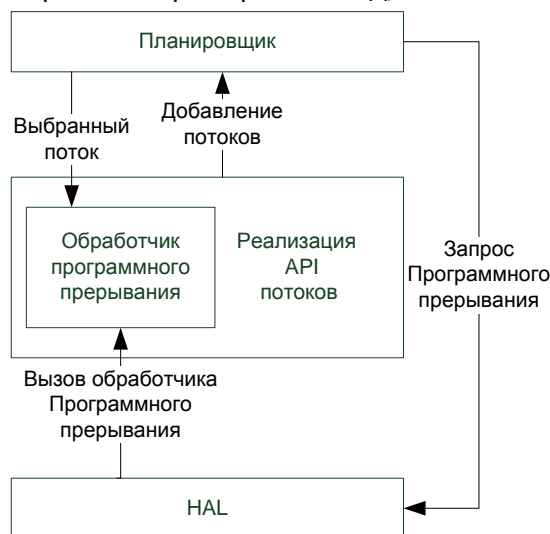 Планировщик
Выбранный
поток
Добавление
потоков
Обработчик
программного
прерывания
Реализация
API
потоков
Запрос
Программного
прерывания
Вызов обработчика
Программного
прерывания
HAL